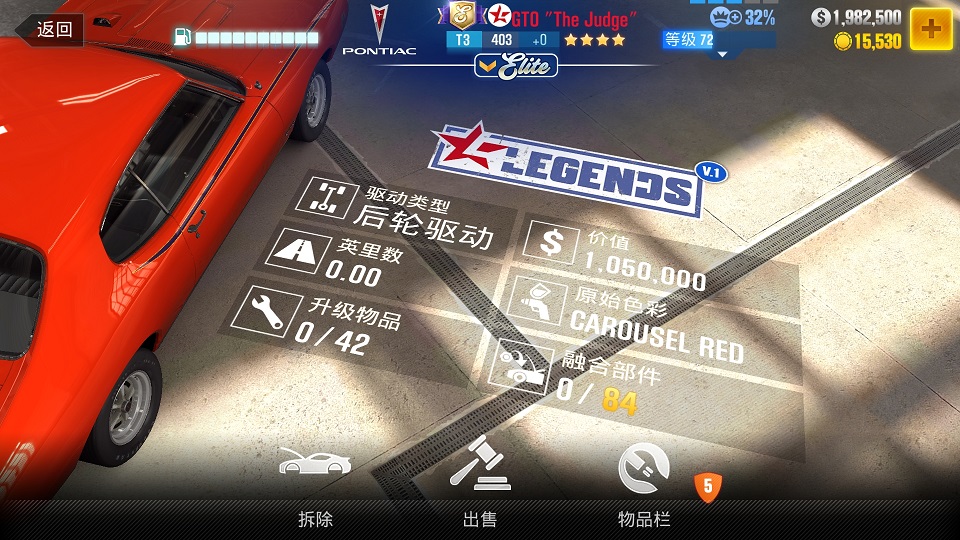 返回
PONTIAC
GTO "The Judge"
T3 403 +0
Elite
32%
等级 72
$ 1,982,500
15,530
LEGENDS
V.1
驱动类型
后轮驱动
英里数
0.00
升级物品
0 / 42
价值
1,050,000
原始色彩
CAROUSEL RED
融合部件
0 / 84
拆除
出售
物品栏
5